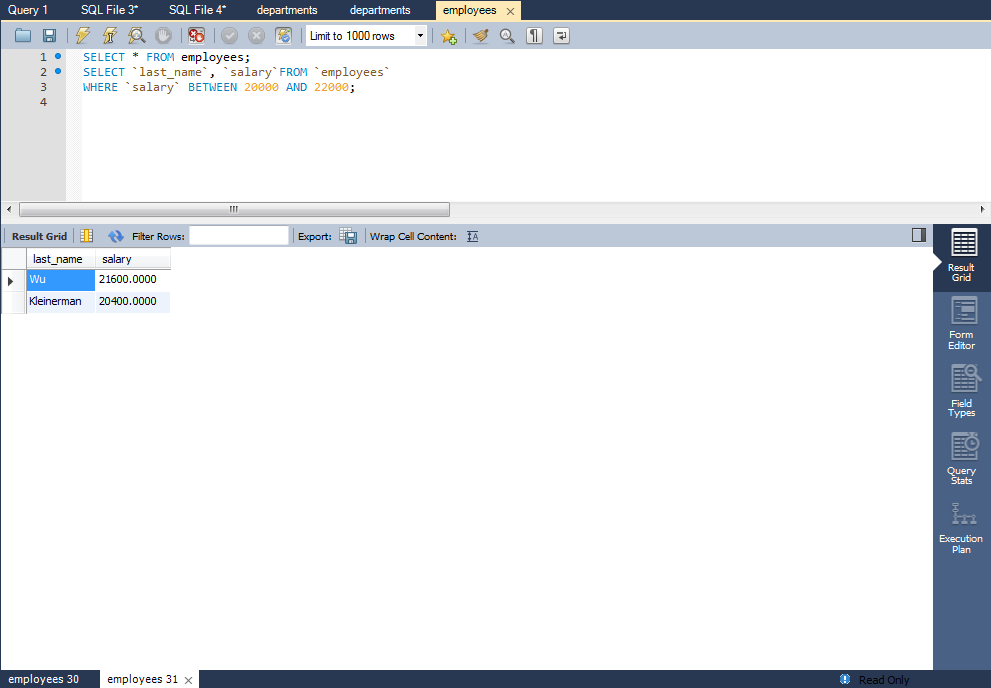 Query 1 SQL File 3* SQL File 4* departments departments employees
Limit to 1000 rows
1 SELECT * FROM employees;
2 SELECT `last_name`, `salary`FROM `employees`
3 WHERE `salary` BETWEEN 20000 AND 22000;
4
Result Grid Filter Rows: Export: Wrap Cell Content: IA
last_name salary
Wu 21600.0000
Kleinerman 20400.0000
Result
Grid
Form
Editor
Field
Types
Query
Stats
Execution
Plan
employees 30 employees 31 Read Only